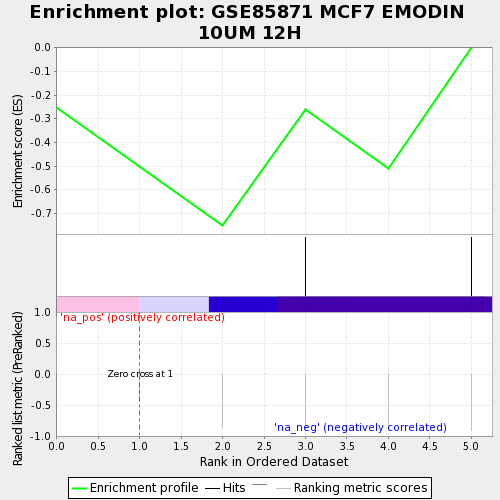 Enrichment plot: GSE85871 MCF7 EMODIN
10UM 12H
Enrichment score (ES)
0.0
-0.1
-0.2
-0.3
-0.4
-0.5
-0.6
-0.7
Ranked list metric (PreRanked)
1.0
0.5
0.0
-0.5
-1.0
'na_pos' (positively correlated)
Zero cross at 1
'na_neg' (negatively correlated)
0.0 0.5 1.0 1.5 2.0 2.5 3.0 3.5 4.0 4.5 5.0
Rank in Ordered Dataset
Enrichment profile Hits Ranking metric scores